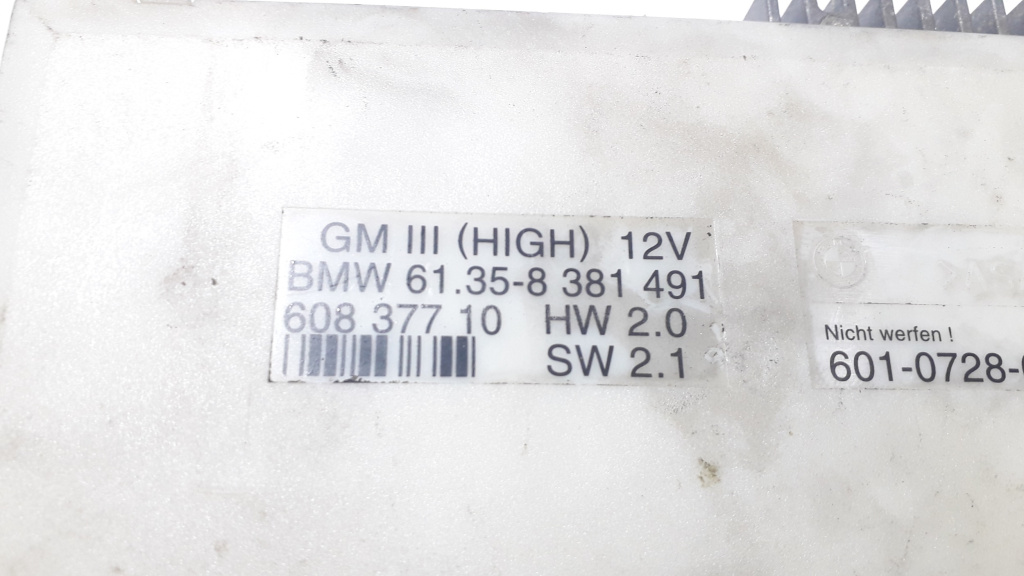 GM III (HIGH) 12V
BMW 61.35-8 381 491
608 377 10 HW 2.0
SW 2.1
Nicht werfen !
601-0728-